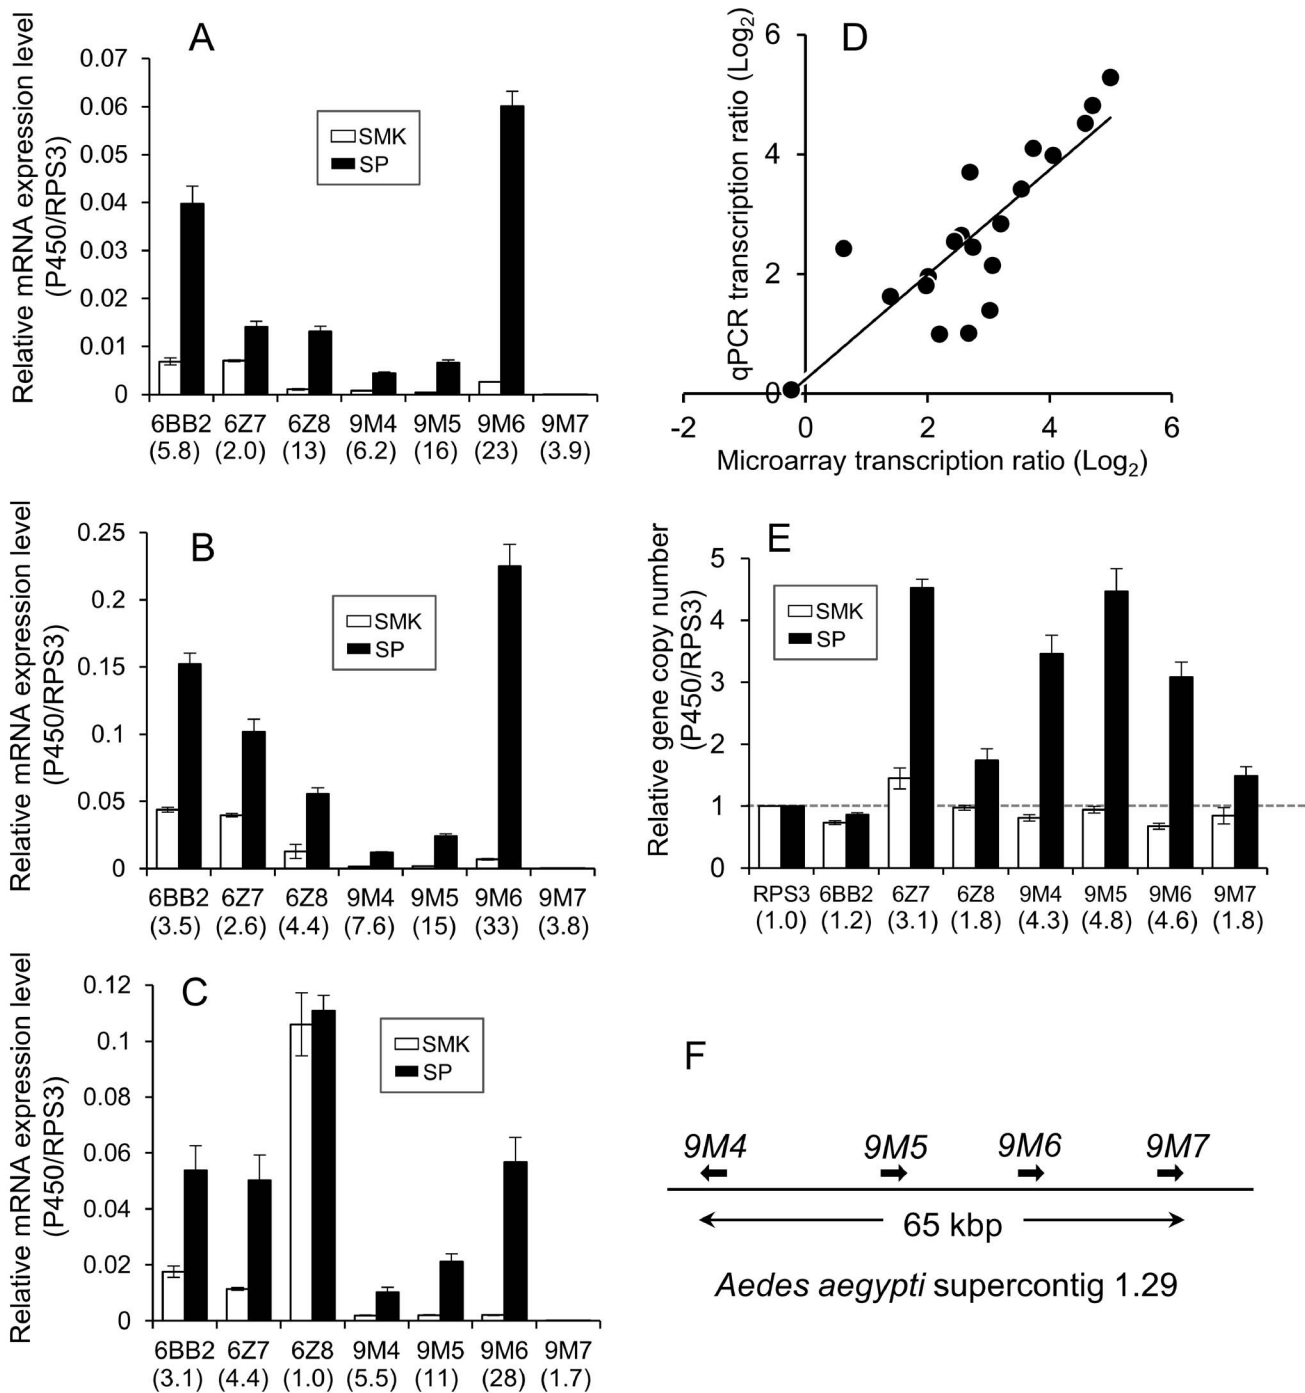 A
Relative mRNA expression level
(P450/RPS3)
0.07
0.06
0.05
0.04
0.03
0.02
0.01
0
SMK
SP
6BB2 6Z7 6Z8 9M4 9M5 9M6 9M7
(5.8) (2.0) (13) (6.2) (16) (23) (3.9)
B
Relative mRNA expression level
(P450/RPS3)
0.25
0.2
0.15
0.1
0.05
0
SMK
SP
6BB2 6Z7 6Z8 9M4 9M5 9M6 9M7
(3.5) (2.6) (4.4) (7.6) (15) (33) (3.8)
C
Relative mRNA expression level
(P450/RPS3)
0.12
0.1
0.08
0.06
0.04
0.02
0
SMK
SP
6BB2 6Z7 6Z8 9M4 9M5 9M6 9M7
(3.1) (4.4) (1.0) (5.5) (11) (28) (1.7)
D
qPCR transcription ratio (Log₂)
6
4
2
0
-2 0 2 4 6
Microarray transcription ratio (Log₂)
E
Relative gene copy number
(P450/RPS3)
5
4
3
2
1
0
SMK
SP
RPS3 6BB2 6Z7 6Z8 9M4 9M5 9M6 9M7
(1.0) (1.2) (3.1) (1.8) (4.3) (4.8) (4.6) (1.8)
F
9M4 9M5 9M6 9M7
65 kbp
Aedes aegypti supercontig 1.29